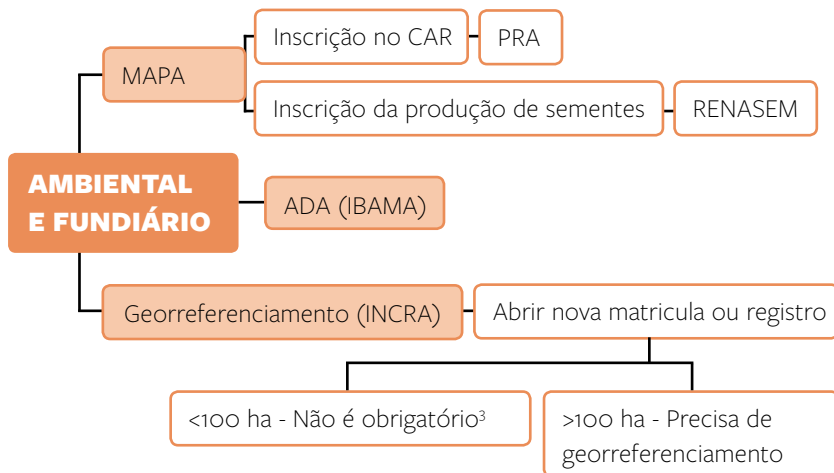 Inscrição no CAR
PRA
MAPA
Inscrição da produção de sementes
RENASEM
AMBIENTAL
E FUNDIÁRIO
ADA (IBAMA)
Georreferenciamento (INCRA)
Abrir nova matricula ou registro
<100 ha - Não é obrigatório³
>100 ha - Precisa de
georreferenciamento